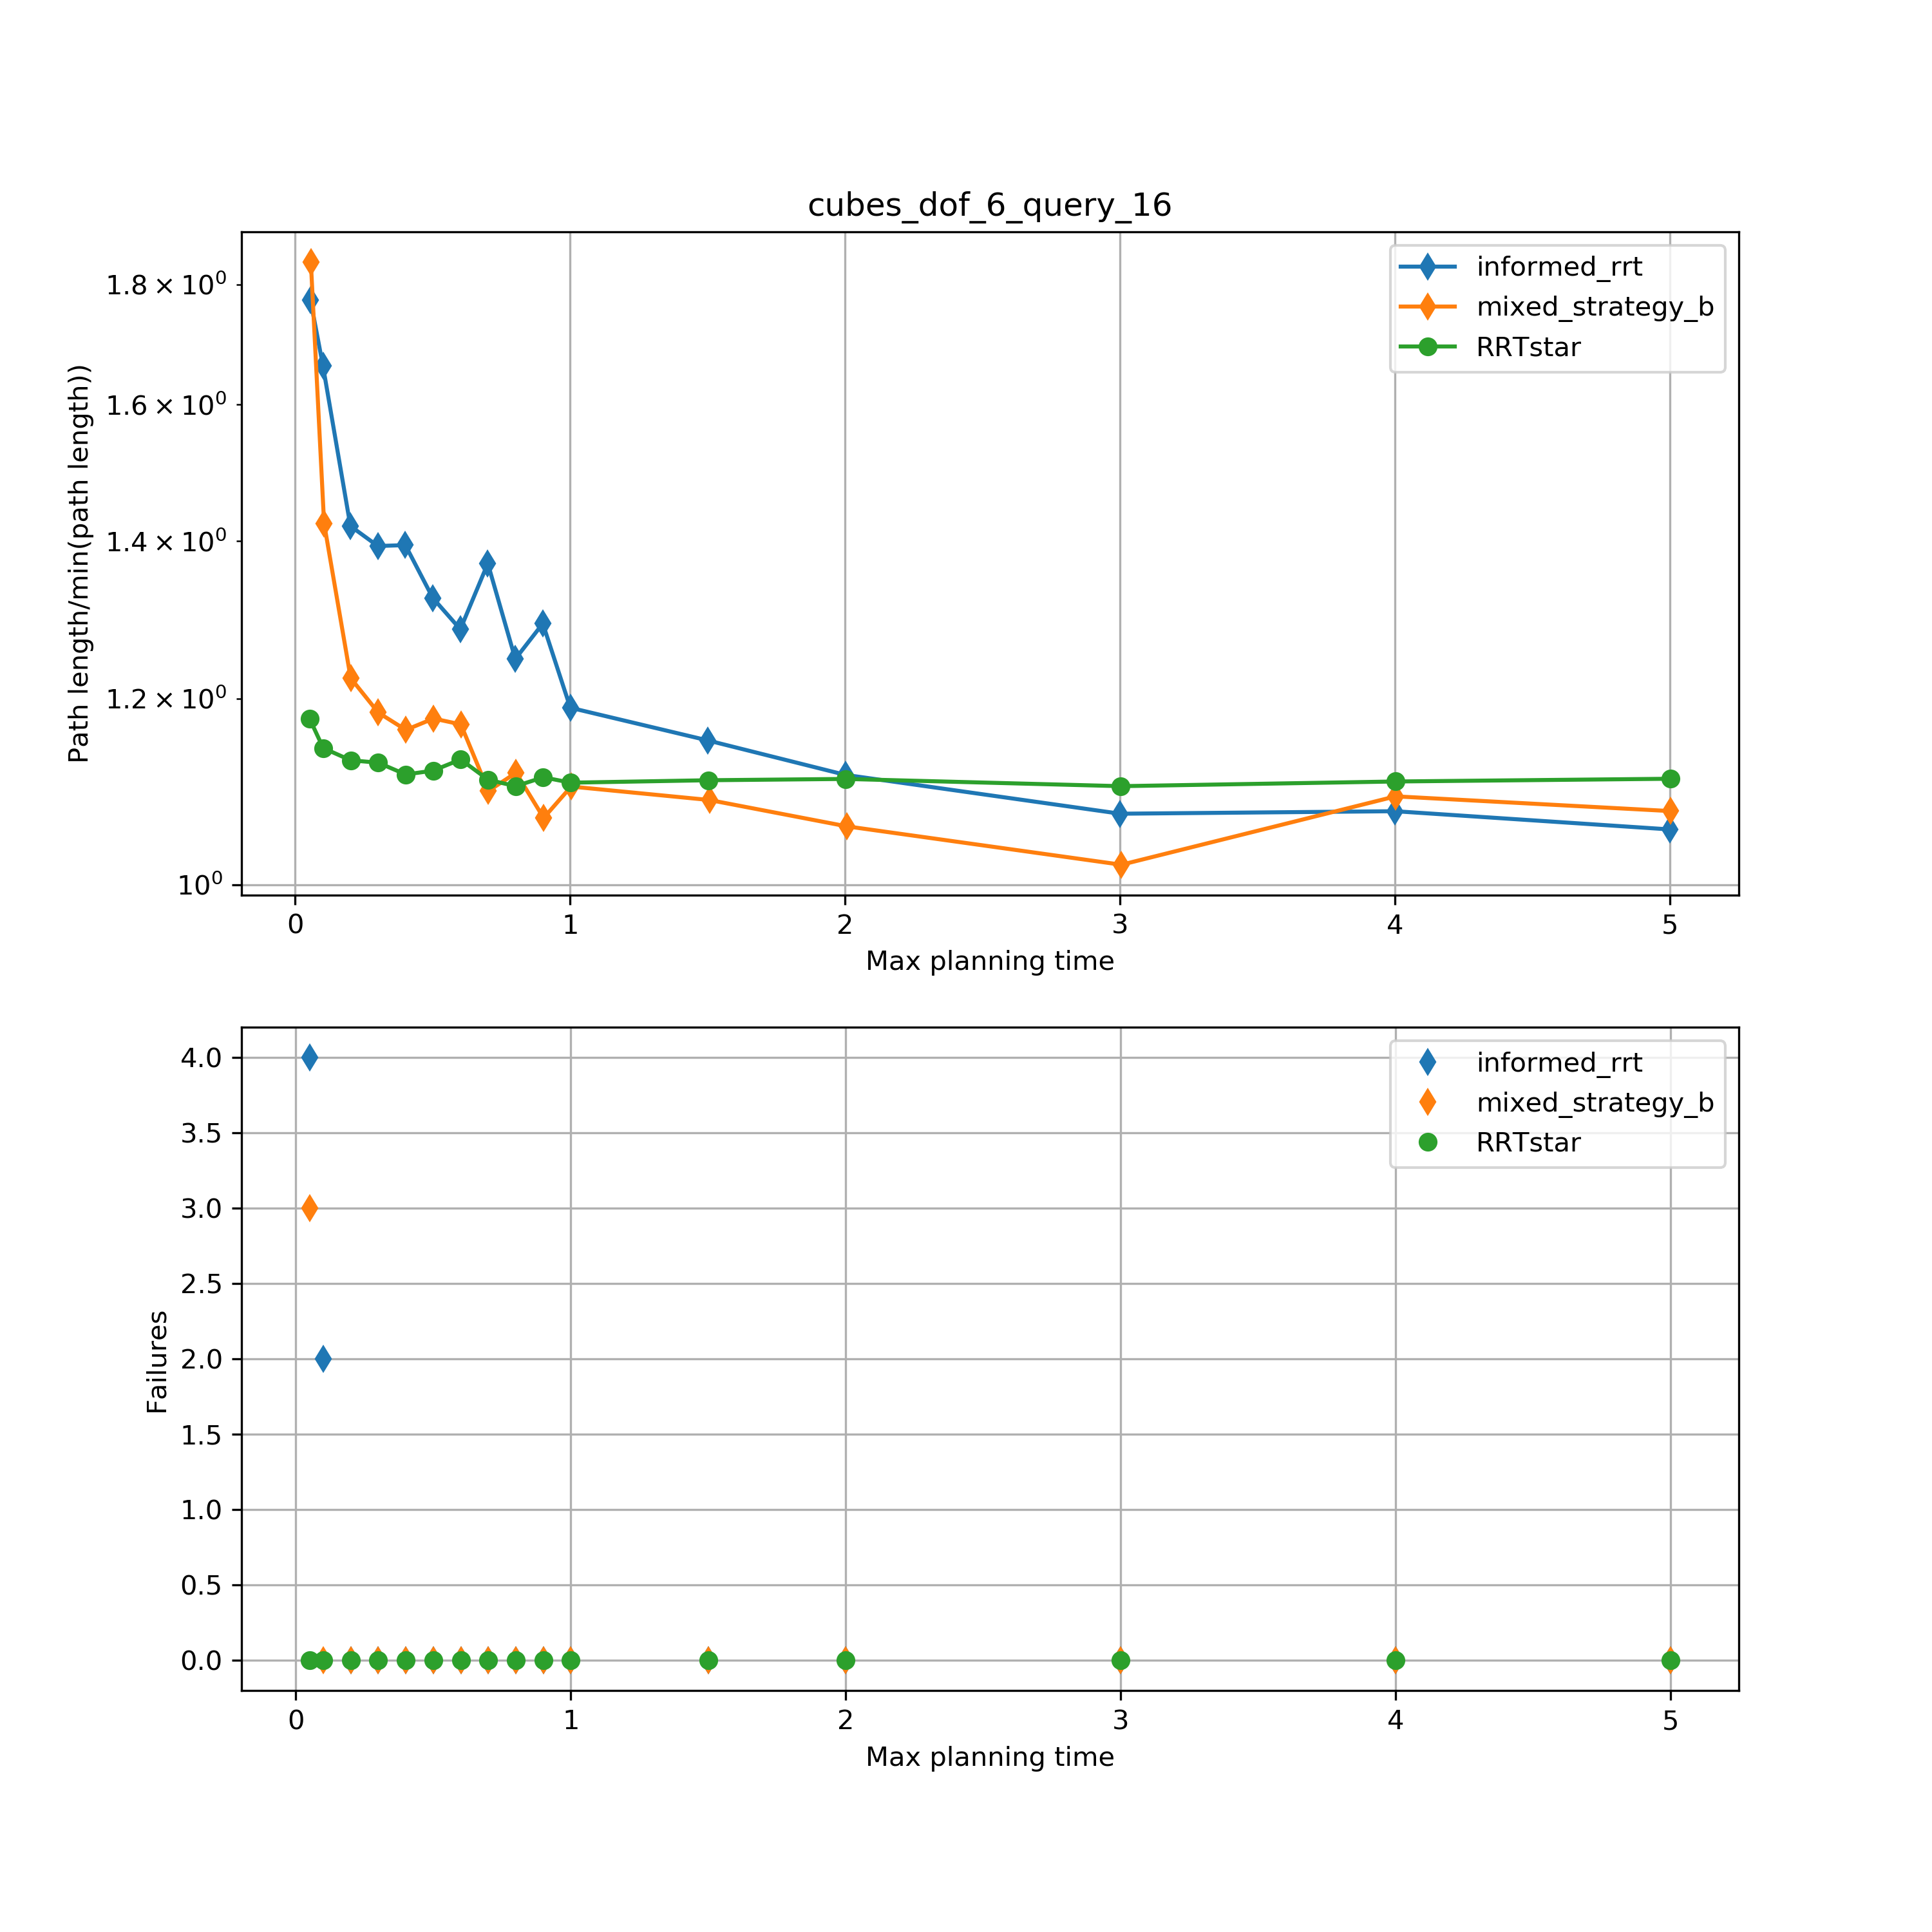 cubes_dof_6_query_16
Path length/min(path length))
1.8 × 10⁰
1.6 × 10⁰
1.4 × 10⁰
1.2 × 10⁰
10⁰
informed_rrt
mixed_strategy_b
RRTstar
0 1 2 3 4 5
Max planning time
Failures
4.0
3.5
3.0
2.5
2.0
1.5
1.0
0.5
0.0
informed_rrt
mixed_strategy_b
RRTstar
0 1 2 3 4 5
Max planning time